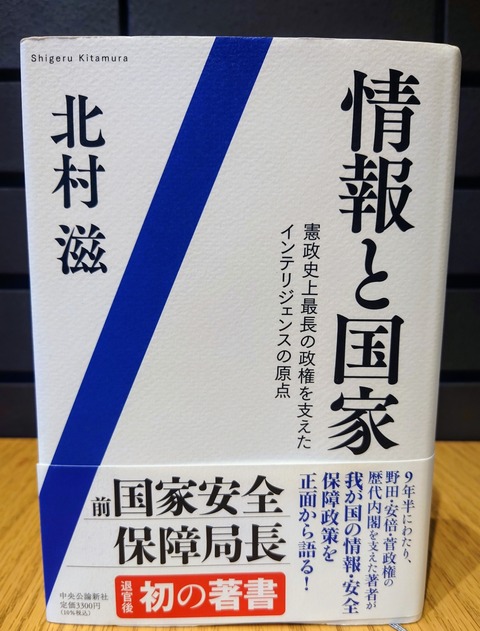 Shigeru Kitamura
情報と国家
憲政史上最長の政権を支えた
インテリジェンスの原点
北村 滋
9年半にわたり、
野田・安倍・菅政権の
歴代内閣を支えた著者が
我が国の情報・安全
保障政策を
正面から語る!
前国家安全
保障局長
退官後
初の著書
中央公論新社
定価3300円
(10%税込)